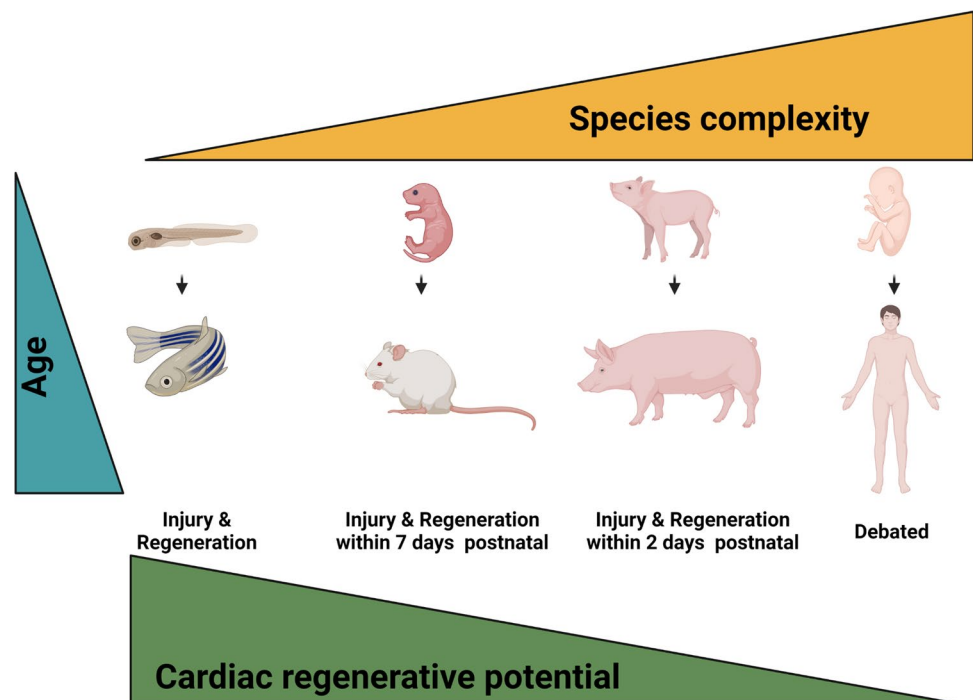 Species complexity
Age
Injury &
Regeneration
Injury & Regeneration
within 7 days postnatal
Injury & Regeneration
within 2 days postnatal
Debated
Cardiac regenerative potential